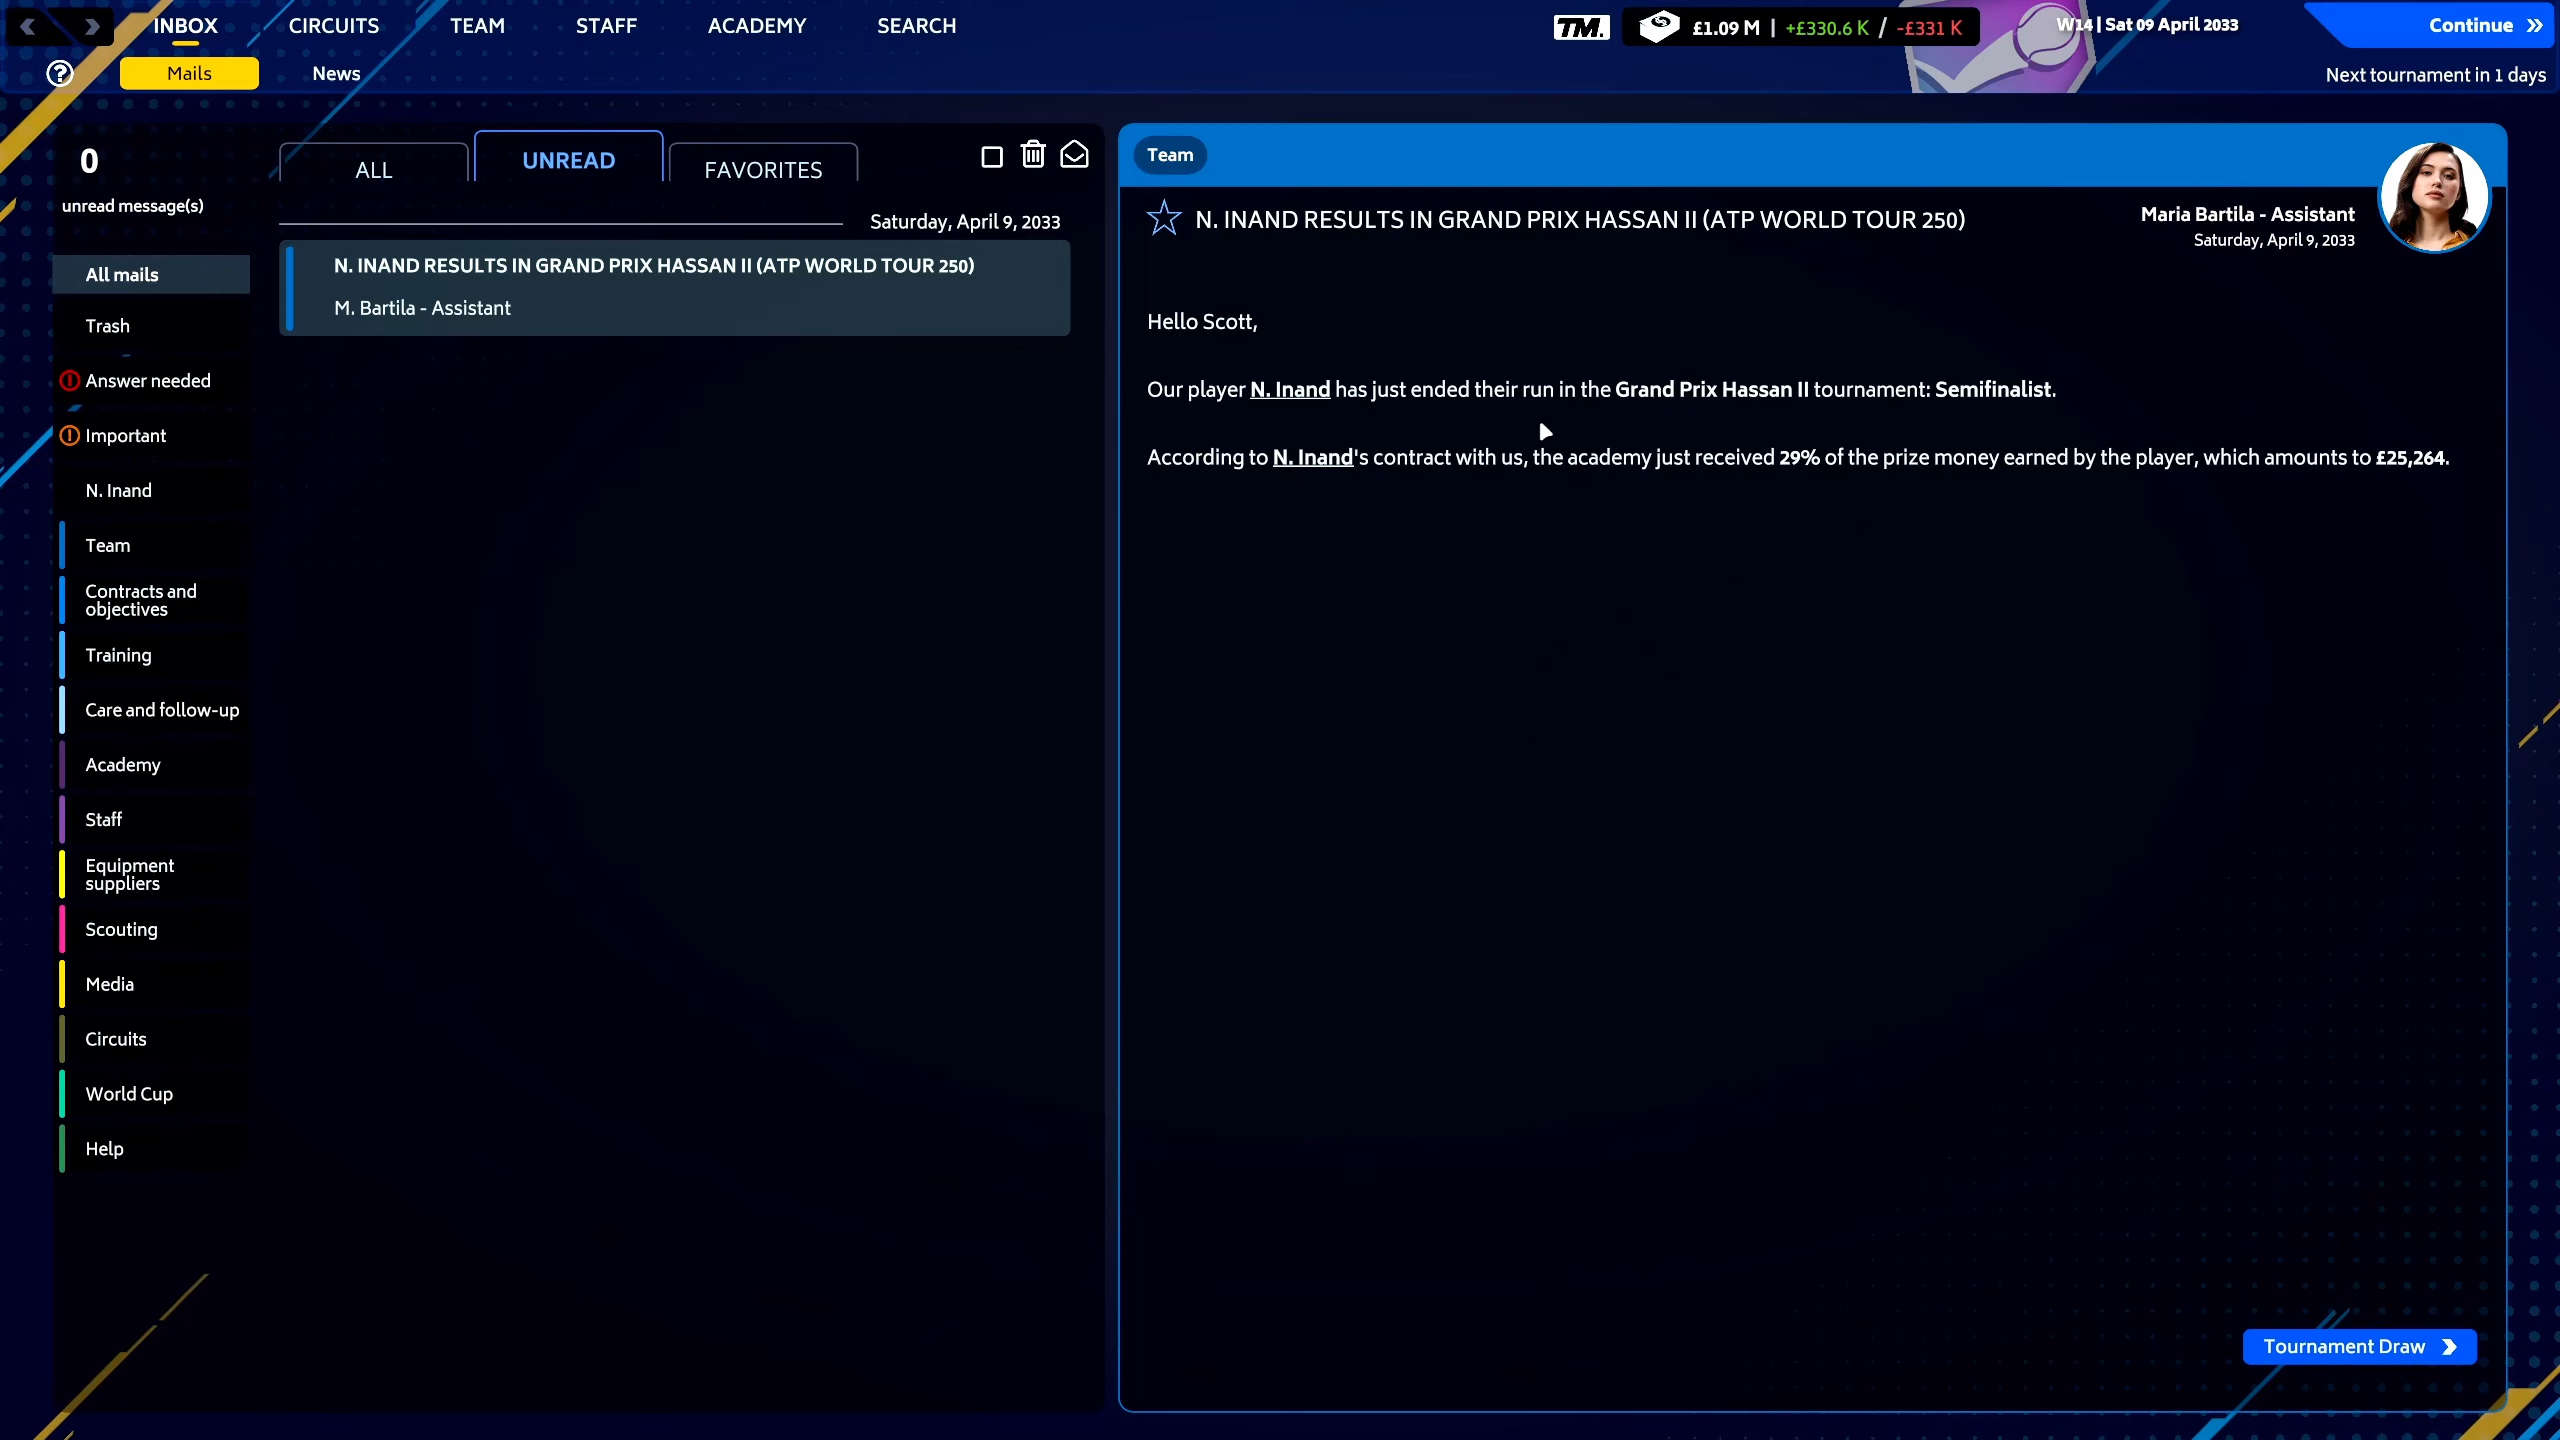 INBOX
CIRCUITS
TEAM
STAFF
ACADEMY
SEARCH
TM.
£1.09 M | +£330.6 K / -£331 K
W14 | Sat 09 April 2033
Continue
Mails
News
Next tournament in 1 days
0
unread message(s)
ALL
UNREAD
FAVORITES
All mails
Trash
Answer needed
Important
N. Inand
Team
Contracts and
objectives
Training
Care and follow-up
Academy
Staff
Equipment
suppliers
Scouting
Media
Circuits
World Cup
Help
Saturday, April 9, 2033
N. INAND RESULTS IN GRAND PRIX HASSAN II (ATP WORLD TOUR 250)
M. Bartila - Assistant
Team
N. INAND RESULTS IN GRAND PRIX HASSAN II (ATP WORLD TOUR 250)
Maria Bartila - Assistant
Saturday, April 9, 2033
Hello Scott,
Our player N. Inand has just ended their run in the Grand Prix Hassan II tournament: Semifinalist.
According to N. Inand's contract with us, the academy just received 29% of the prize money earned by the player, which amounts to £25,264.
Tournament Draw